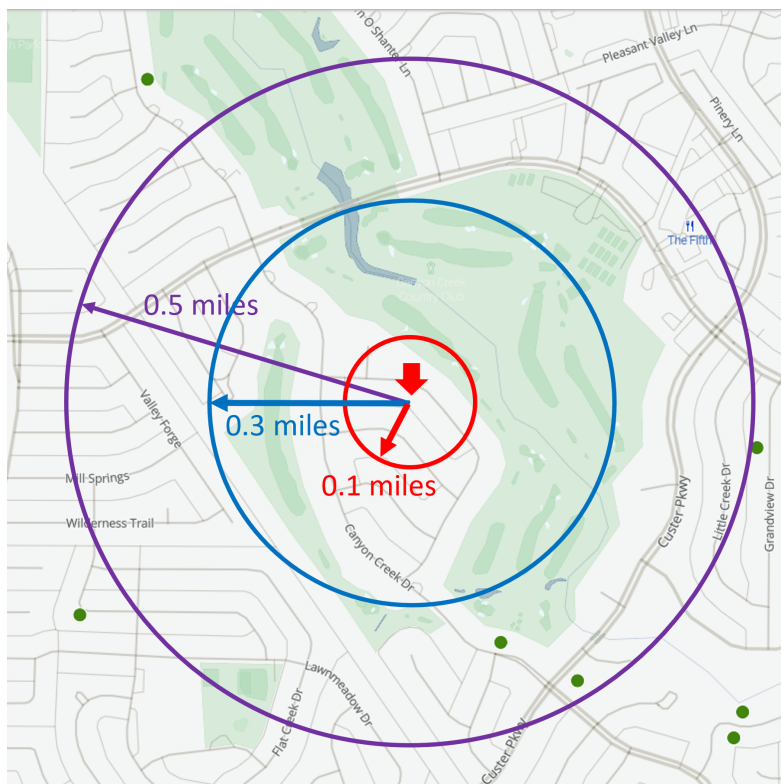 Pleasant Valley Ln
O Shanter Ln
Pinery Ln
The Fifth
0.5 miles
0.3 miles
0.1 miles
Valley Forge
Mill Springs
Wilderness Trail
Canyon Creek Dr
Custer Pkwy
Little Creek Dr
Grandview Dr
Lawnmeadow Dr
Flat Creek Dr
Custer Pkwy